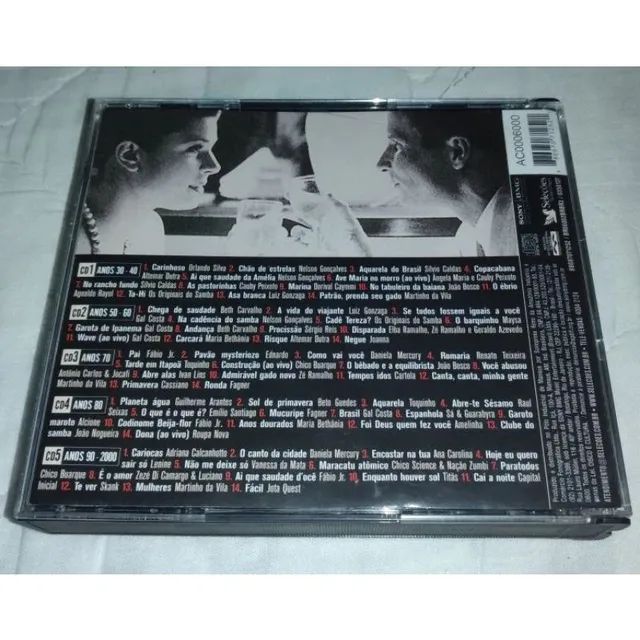 AC0006000
SONY BMG
Seleções
CD1 ANOS 30 - 40 1. Carinhoso Orlando Silva 2. Chão de estrelas Nelson Gonçalves 3. Aquarela do Brasil Silvio Caldas 4. Copacabana
Altemar Dutra 5. Ai que saudade da Amélia Nelson Gonçalves 6. Ave Maria no morro (ao vivo) Angela Maria e Cauby Peixoto
7. No rancho fundo Silvio Caldas 8. As pastorinhas Cauby Peixoto 9. Marina Dorival Caymmi 10. No tabuleiro da baiana João Bosco 11. O ébrio
Agnaldo Rayol 12. Ta-Hí Os Originais do Samba 13. Asa branca Luiz Gonzaga 14. Patrão, prenda seu gado Martinho da Vila
CD2 ANOS 50 - 60 1. Chega de saudade Beth Carvalho 2. A vida do viajante Luiz Gonzaga 3. Se todos fossem iguais a você
Gal Costa 4. Na cadência do samba Nelson Gonçalves 5. Cadê Tereza? Os Originais do Samba 6. O barquinho Maysa
7. Garota de Ipanema Gal Costa 8. Andança Beth Carvalho 9. Procissão Sérgio Reis 10. Disparada Elba Ramalho, Zé Ramalho e Geraldo Azevedo
11. Wave (ao vivo) Gal Costa 12. Carcará Maria Bethânia 13. Risque Altemar Dutra 14. Negue Joanna
CD3 ANOS 70 1. Pai Fábio Jr. 2. Pavão mysteriozo Ednardo 3. Como vai você Daniela Mercury 4. Romaria Renato Teixeira
5. Tarde em Itapoã Toquinho 6. Construção (ao vivo) Chico Buarque 7. O bêbado e a equilibrista João Bosco 8. Você abusou
Antônio Carlos & Jocafi 9. Abre alas Ivan Lins 10. Admirável gado novo Zé Ramalho 11. Tempos idos Cartola 12. Canta, canta, minha gente
Martinho da Vila 13. Primavera Cassiano 14. Ronda Fagner
CD4 ANOS 80 1. Planeta água Guilherme Arantes 2. Sol de primavera Beto Guedes 3. Aquarela Toquinho 4. Abre-te Sésamo Raul
Seixas 5. O que é o que é? Emílio Santiago 6. Mucuripe Fagner 7. Brasil Gal Costa 8. Espanhola Sá & Guarabyra 9. Garoto
maroto Alcione 10. Codinome Beija-flor Fábio Jr. 11. Anos dourados Maria Bethânia 12. Foi Deus quem fez você Amelinha 13. Clube do
samba João Nogueira 14. Dona (ao vivo) Roupa Nova
CD5 ANOS 90 - 2000 1. Cariocas Adriana Calcanhotto 2. O canto da cidade Daniela Mercury 3. Encostar na tua Ana Carolina 4. Hoje eu quero
sair só Lenine 5. Não me deixe só Vanessa da Mata 6. Maracatu atômico Chico Science & Nação Zumbi 7. Paratodos
Chico Buarque 8. É o amor Zezé Di Camargo & Luciano 9. Ai que saudade d'ocê Fábio Jr. 10. Enquanto houver sol Titãs 11. Cai a noite Capital
Inicial 12. Te ver Skank 13. Mulheres Martinho da Vila 14. Fácil Jota Quest